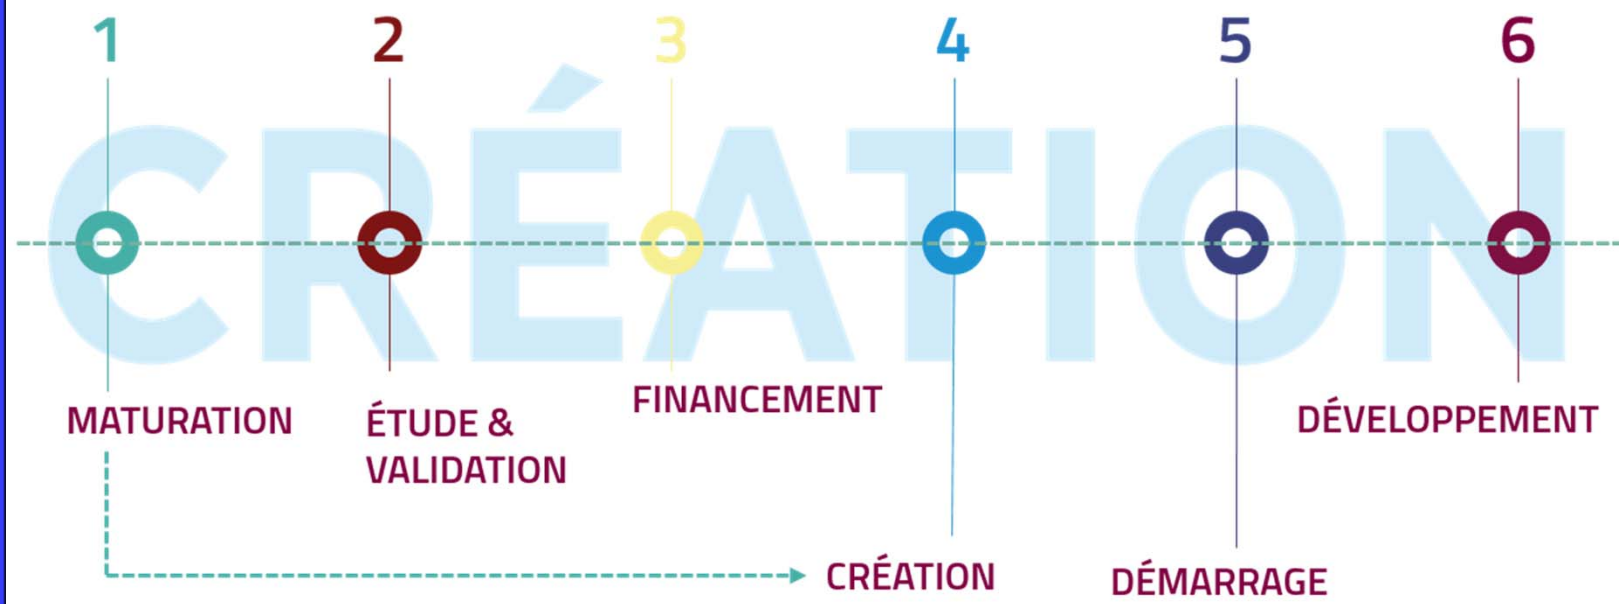 1 2 3 4 5 6
CRÉATION
MATURATION
ÉTUDE &
VALIDATION
FINANCEMENT
CRÉATION
DÉMARRAGE
DÉVELOPPEMENT